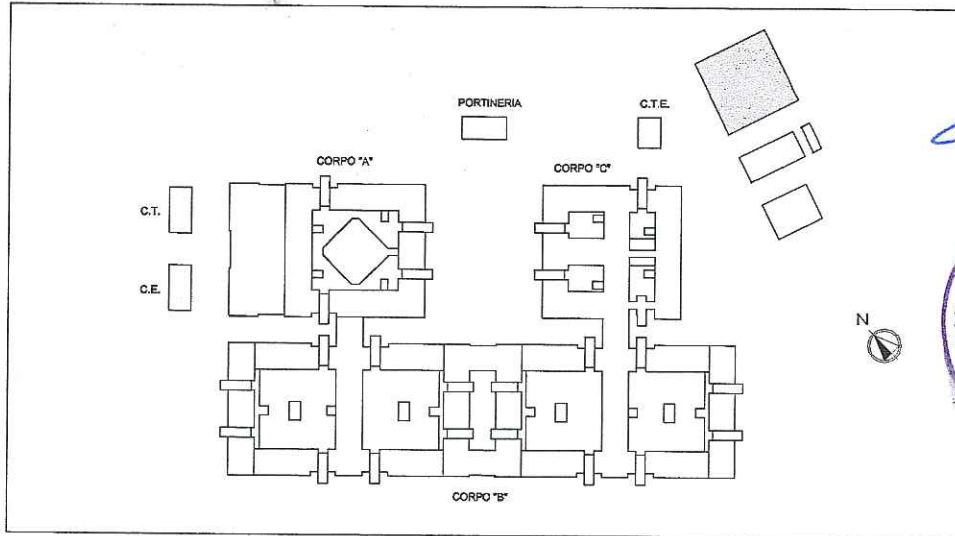 PORTINERIA
C.T.E.
CORPO "A"
CORPO "C"
C.T.
C.E.
N
CORPO "B"